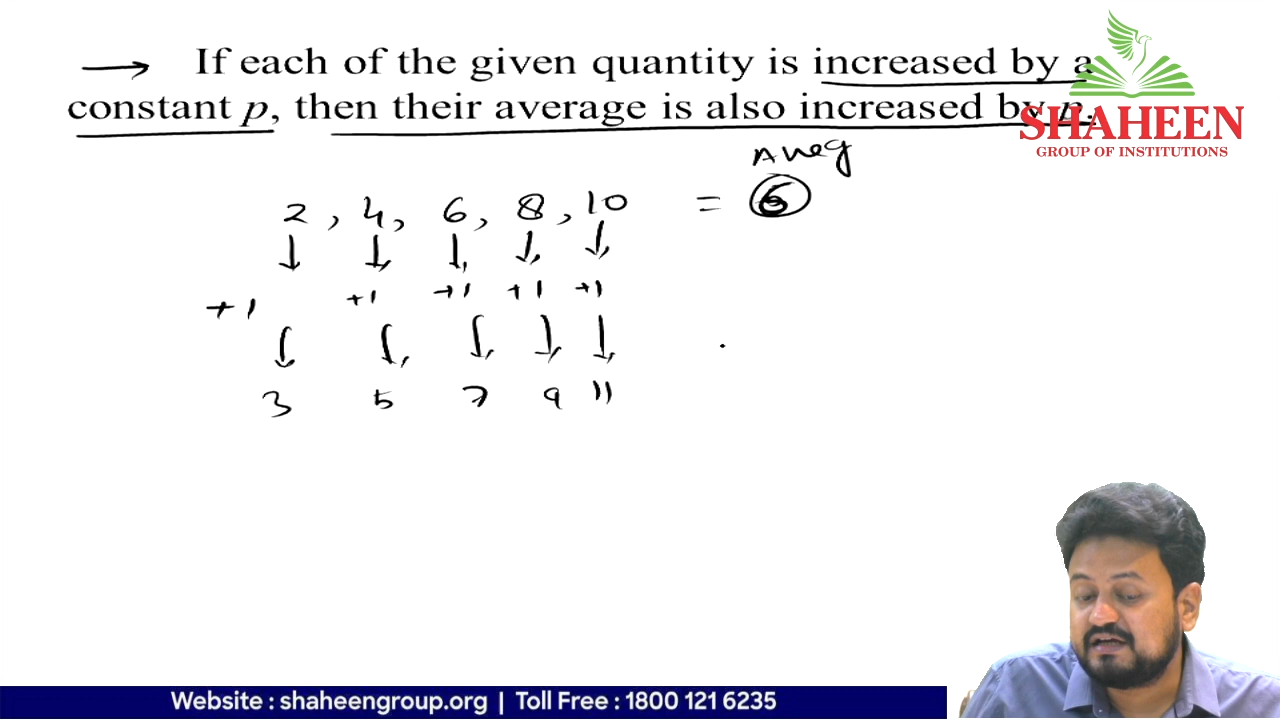 → If each of the given quantity is increased by a
constant p, then their average is also increased by p.
SHAHEEN
GROUP OF INSTITUTIONS
Aveg
2, 4, 6, 8, 10 = 6
↓ ↓ ↓ ↓ ↓
+1 +1 +1 +1 +1
↓ ↓ ↓ ↓ ↓
3 5 7 9 11
Website : shaheengroup.org | Toll Free : 1800 121 6235